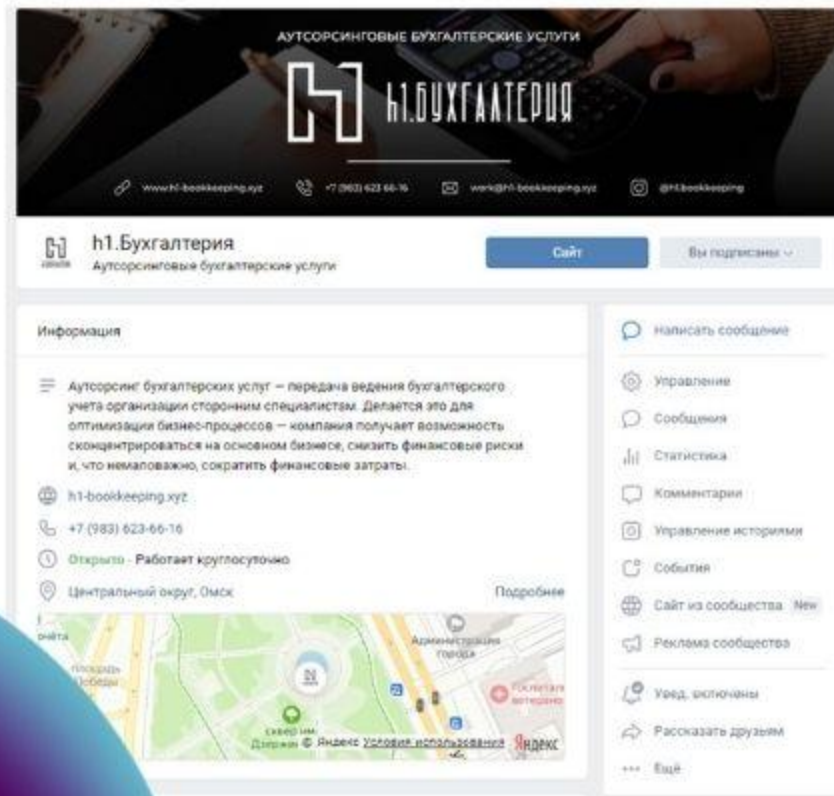 АУТСОРСИНГОВЫЕ БУХГАЛТЕРСКИЕ УСЛУГИ
h1.БУХГАЛТЕРИЯ
www.h1-bookkeeping.xyz +7 (983) 623 66-16 work@h1-bookkeeping.xyz @h1.bookkeeping
h1.Бухгалтерия
Аутсорсинговые бухгалтерские услуги
Сайт
Вы подписаны
Информация
Аутсорсинг бухгалтерских услуг — передача ведения бухгалтерского
учета организации сторонним специалистам. Делается это для
оптимизации бизнес-процессов — компания получает возможность
сконцентрироваться на основном бизнесе, снизить финансовые риски
и, что немаловажно, сократить финансовые затраты.
h1-bookkeeping.xyz
+7 (983) 623-66-16
Открыто · Работает круглосуточно
Центральный округ, Омск Подробнее
почёта
площадь
Победы
Администрация
города
Госпиталь
ветерано
сквер им.
Дзержин © Яндекс Условия использования Яндекс
Написать сообщение
Управление
Сообщения
Статистика
Комментарии
Управление историями
События
Сайт из сообщества New
Реклама сообщества
Увед. включены
Рассказать друзьям
Ещё